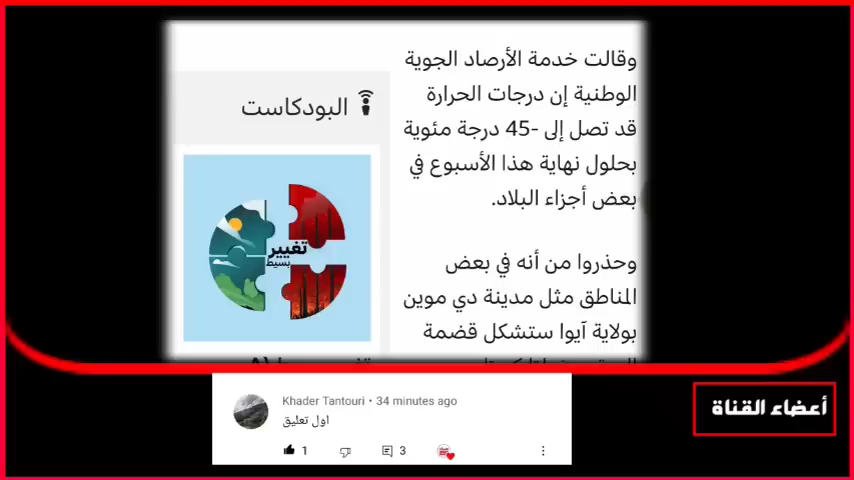 وقالت خدمة الأرصاد الجوية
الوطنية إن درجات الحرارة
قد تصل إلى -45 درجة مئوية
بحلول نهاية هذا الأسبوع في
بعض أجزاء البلاد.
وحذروا من أنه في بعض
المناطق مثل مدينة دي موين
بولاية آيوا ستشكل قضمة
البودكاست
تغيير
بسيط
Khader Tantouri • 34 minutes ago
اول تعليق
1
3
أعضاء القناة